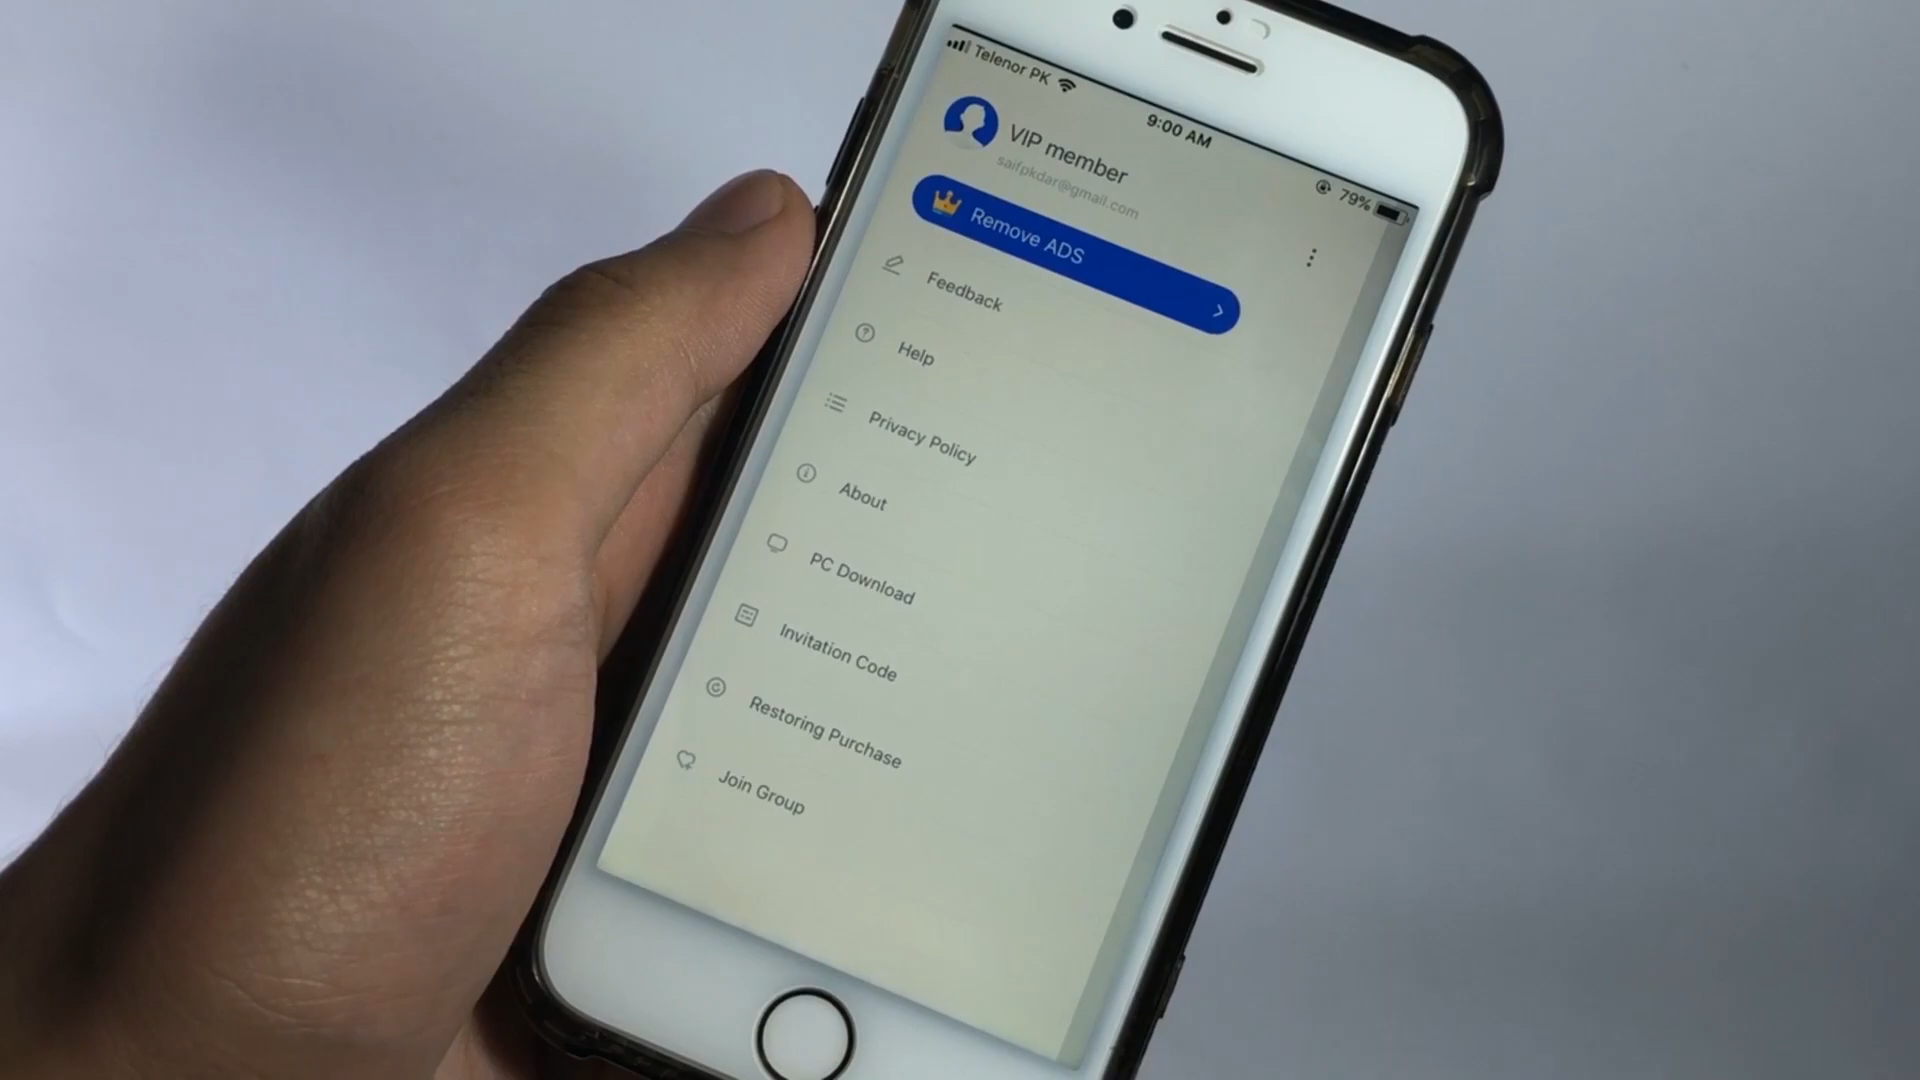 Telenor PK
9:00 AM
79%
VIP member
saifpkdar@gmail.com
Remove ADS
Feedback
Help
Privacy Policy
About
PC Download
Invitation Code
Restoring Purchase
Join Group